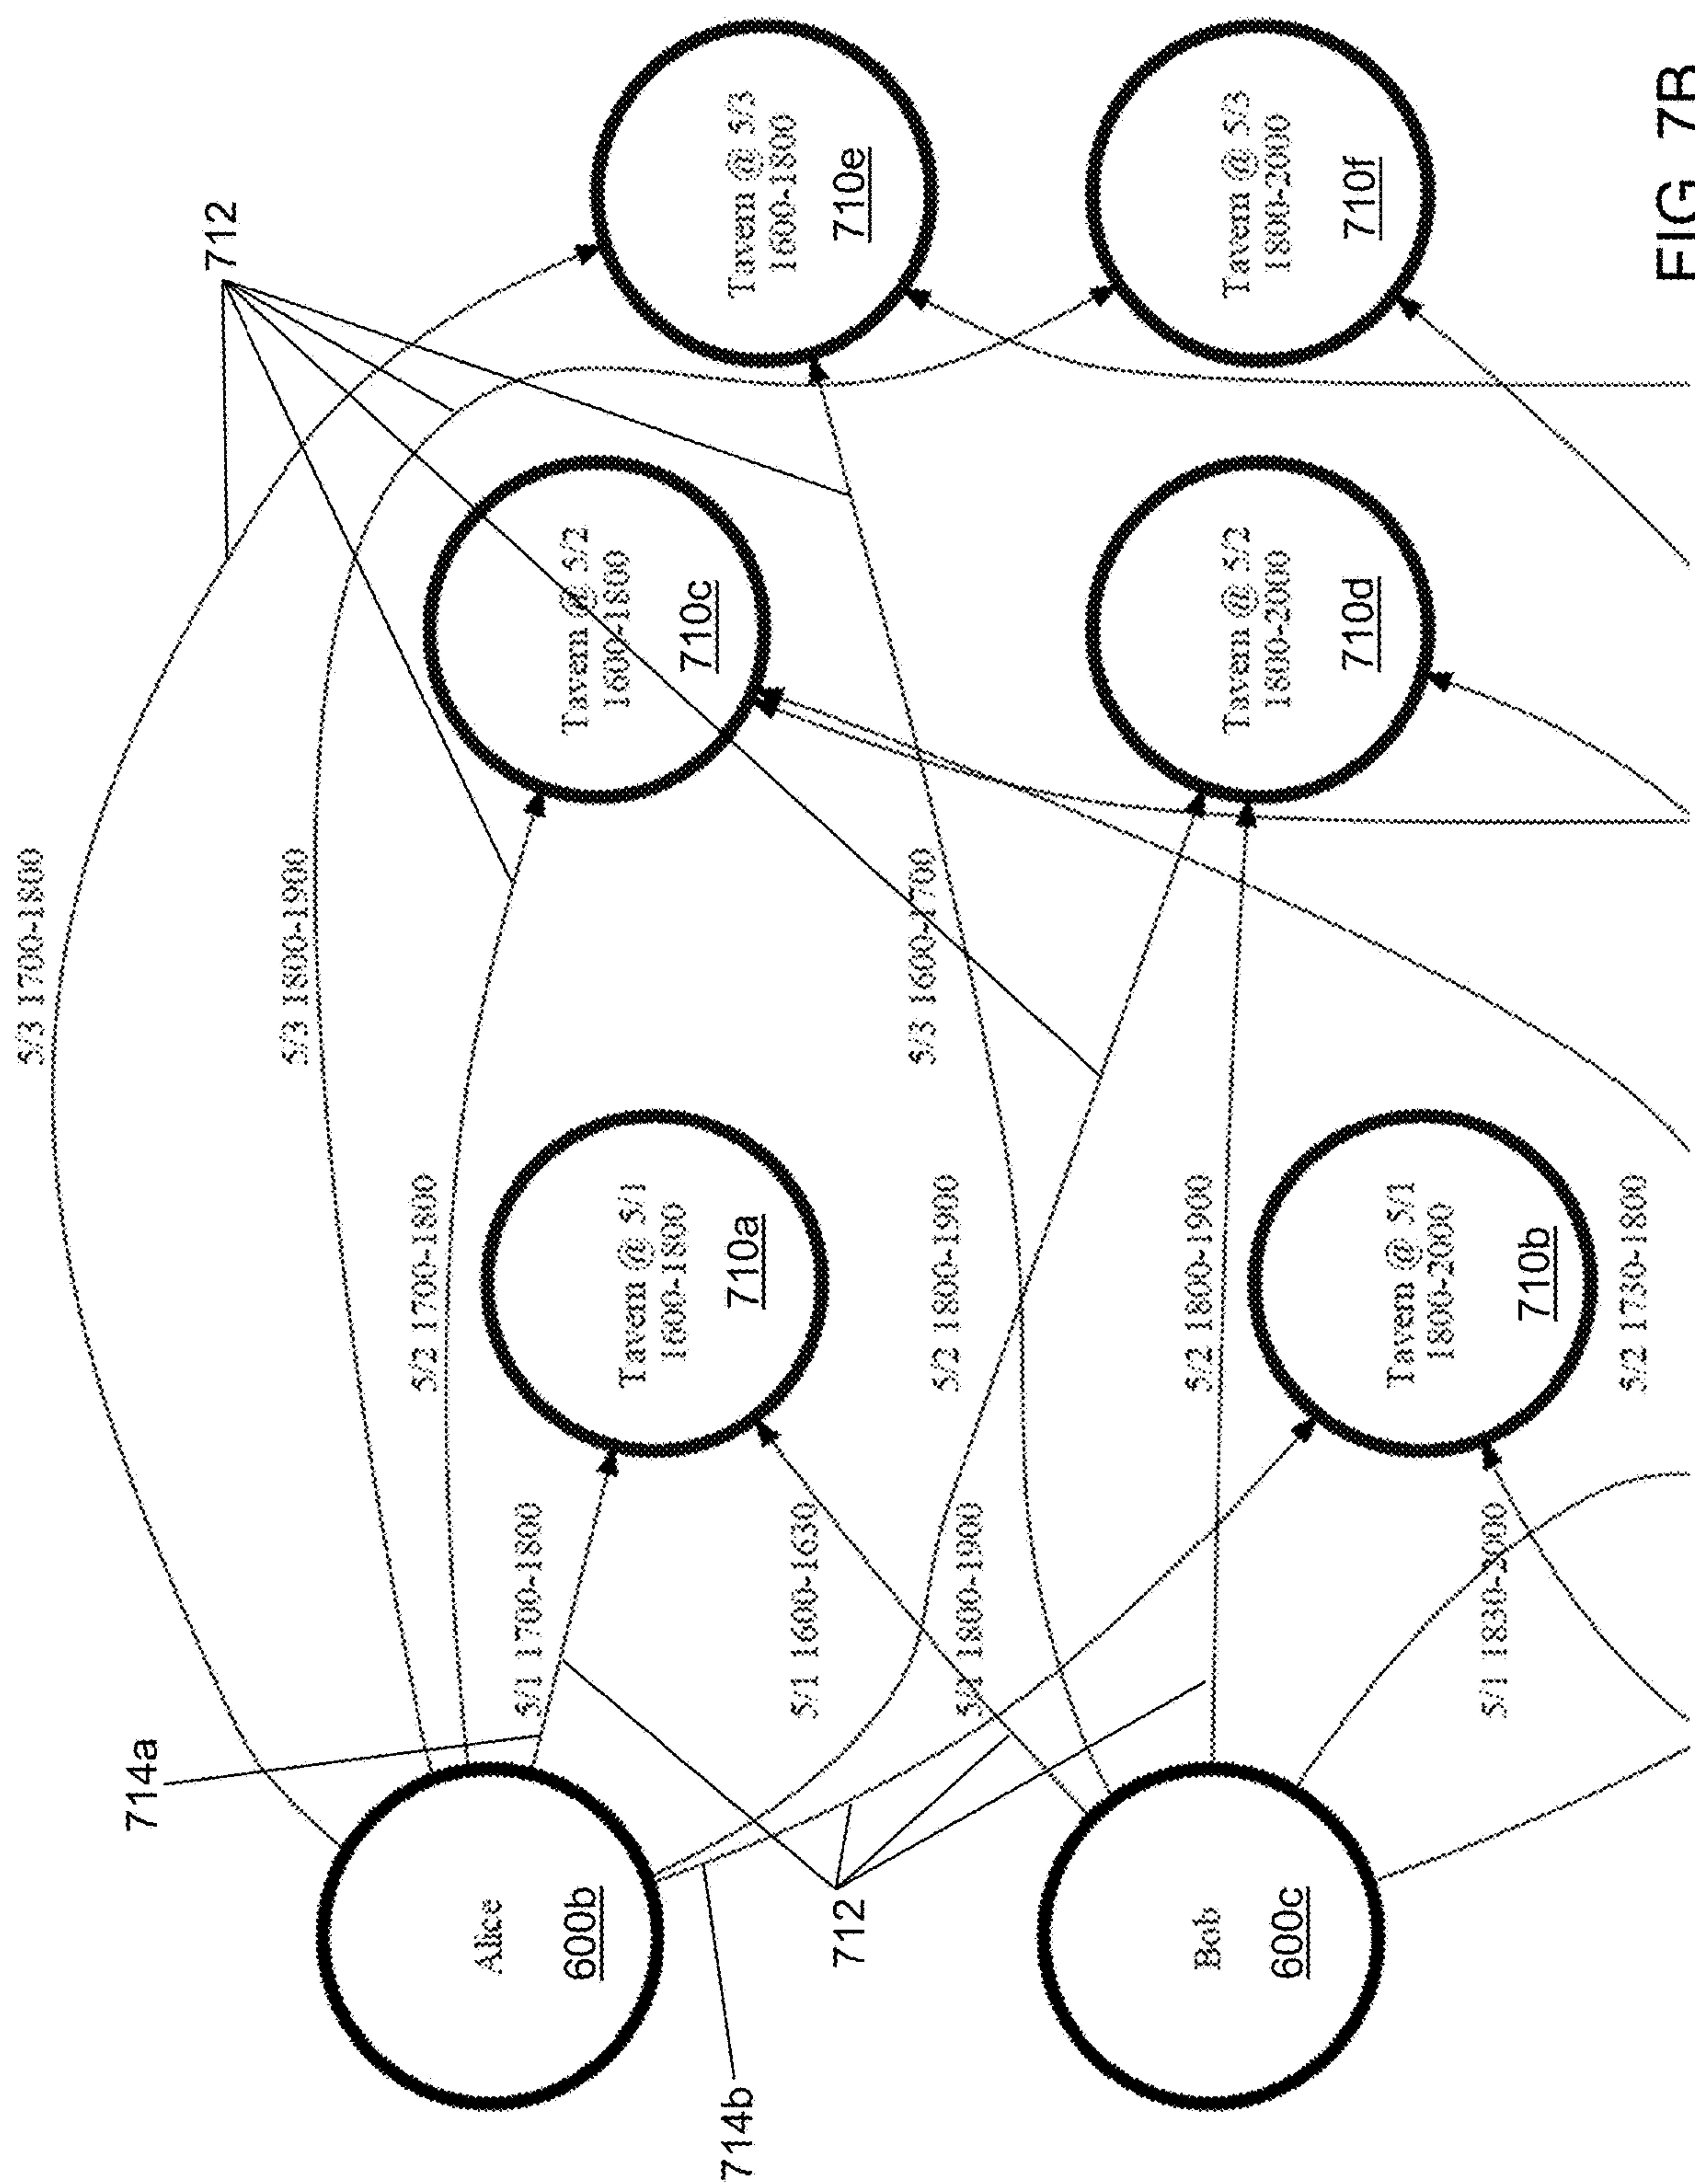 5/3 1700-1800
712
5/3 1800-1900
Tavern @ 5/3
1600-1800
710e
714a
5/2 1700-1800
Tavern @ 5/2
1600-1800
710c
Alice
600b
5/1 1700-1800
Tavern @ 5/1
1600-1800
710a
5/3 1600-1700
5/1 1600-1630
5/2 1800-1900
714b
712
5/1 1800-1900
Tavern @ 5/3
1800-2000
710f
Tavern @ 5/2
1800-2000
710d
Bob
600c
5/2 1800-1900
Tavern @ 5/1
1800-2000
710b
5/1 1830-2000
5/2 1730-1800
FIG. 7B